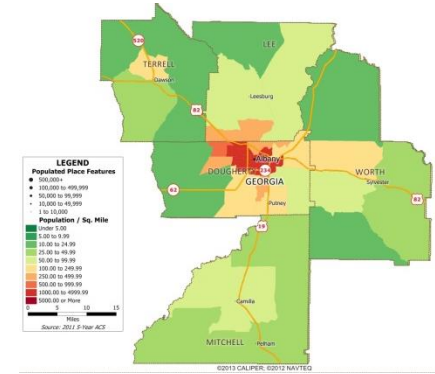 LEE
520
TERRELL
Dawson
Leesburg
82
Albany
DOUGHERTY
234
GEORGIA
WORTH
Sylvester
62
Putney
82
19
Camilla
MITCHELL
Pelham
LEGEND
Populated Place Features
500,000+
100,000 to 499,999
50,000 to 99,999
10,000 to 49,999
1 to 10,000
Population / Sq. Mile
Under 5.00
5.00 to 9.99
10.00 to 24.99
25.00 to 49.99
50.00 to 99.99
100.00 to 249.99
250.00 to 499.99
500.00 to 999.99
1000.00 to 4999.99
5000.00 or More
0 5 10 15
Miles
Source: 2011 5-Year ACS
©2013 CALIPER; ©2012 NAVTEQ